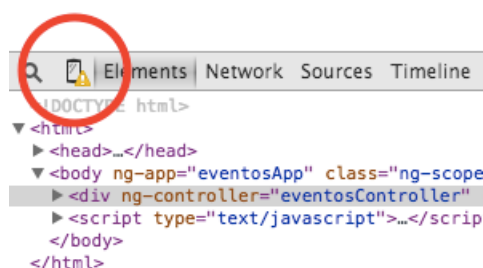 Elements Network Sources Timeline
<!DOCTYPE html>
▼<html>
▶<head>…</head>
▼<body ng-app="eventosApp" class="ng-scope
▶<div ng-controller="eventosController"
▶<script type="text/javascript">…</scrip
</body>
</html>